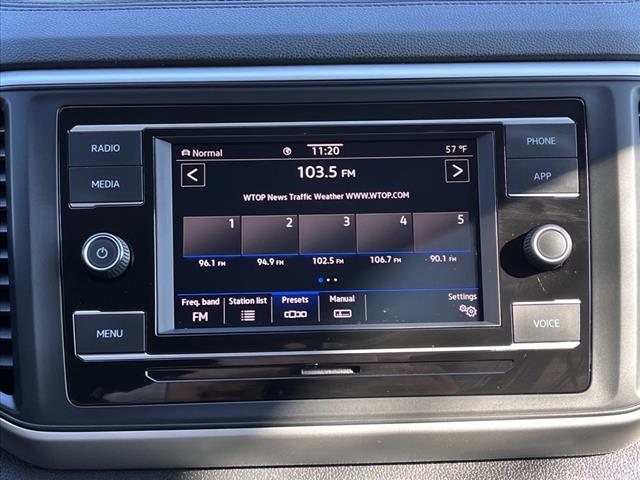 RADIO
MEDIA
MENU
Normal 11:20 57 °F
103.5 FM
WTOP News Traffic Weather WWW.WTOP.COM
1 2 3 4 5
96.1 FM 94.9 FM 102.5 FM 106.7 FM 90.1 FM
Freq. band Station list Presets Manual Settings
FM
PHONE
APP
VOICE